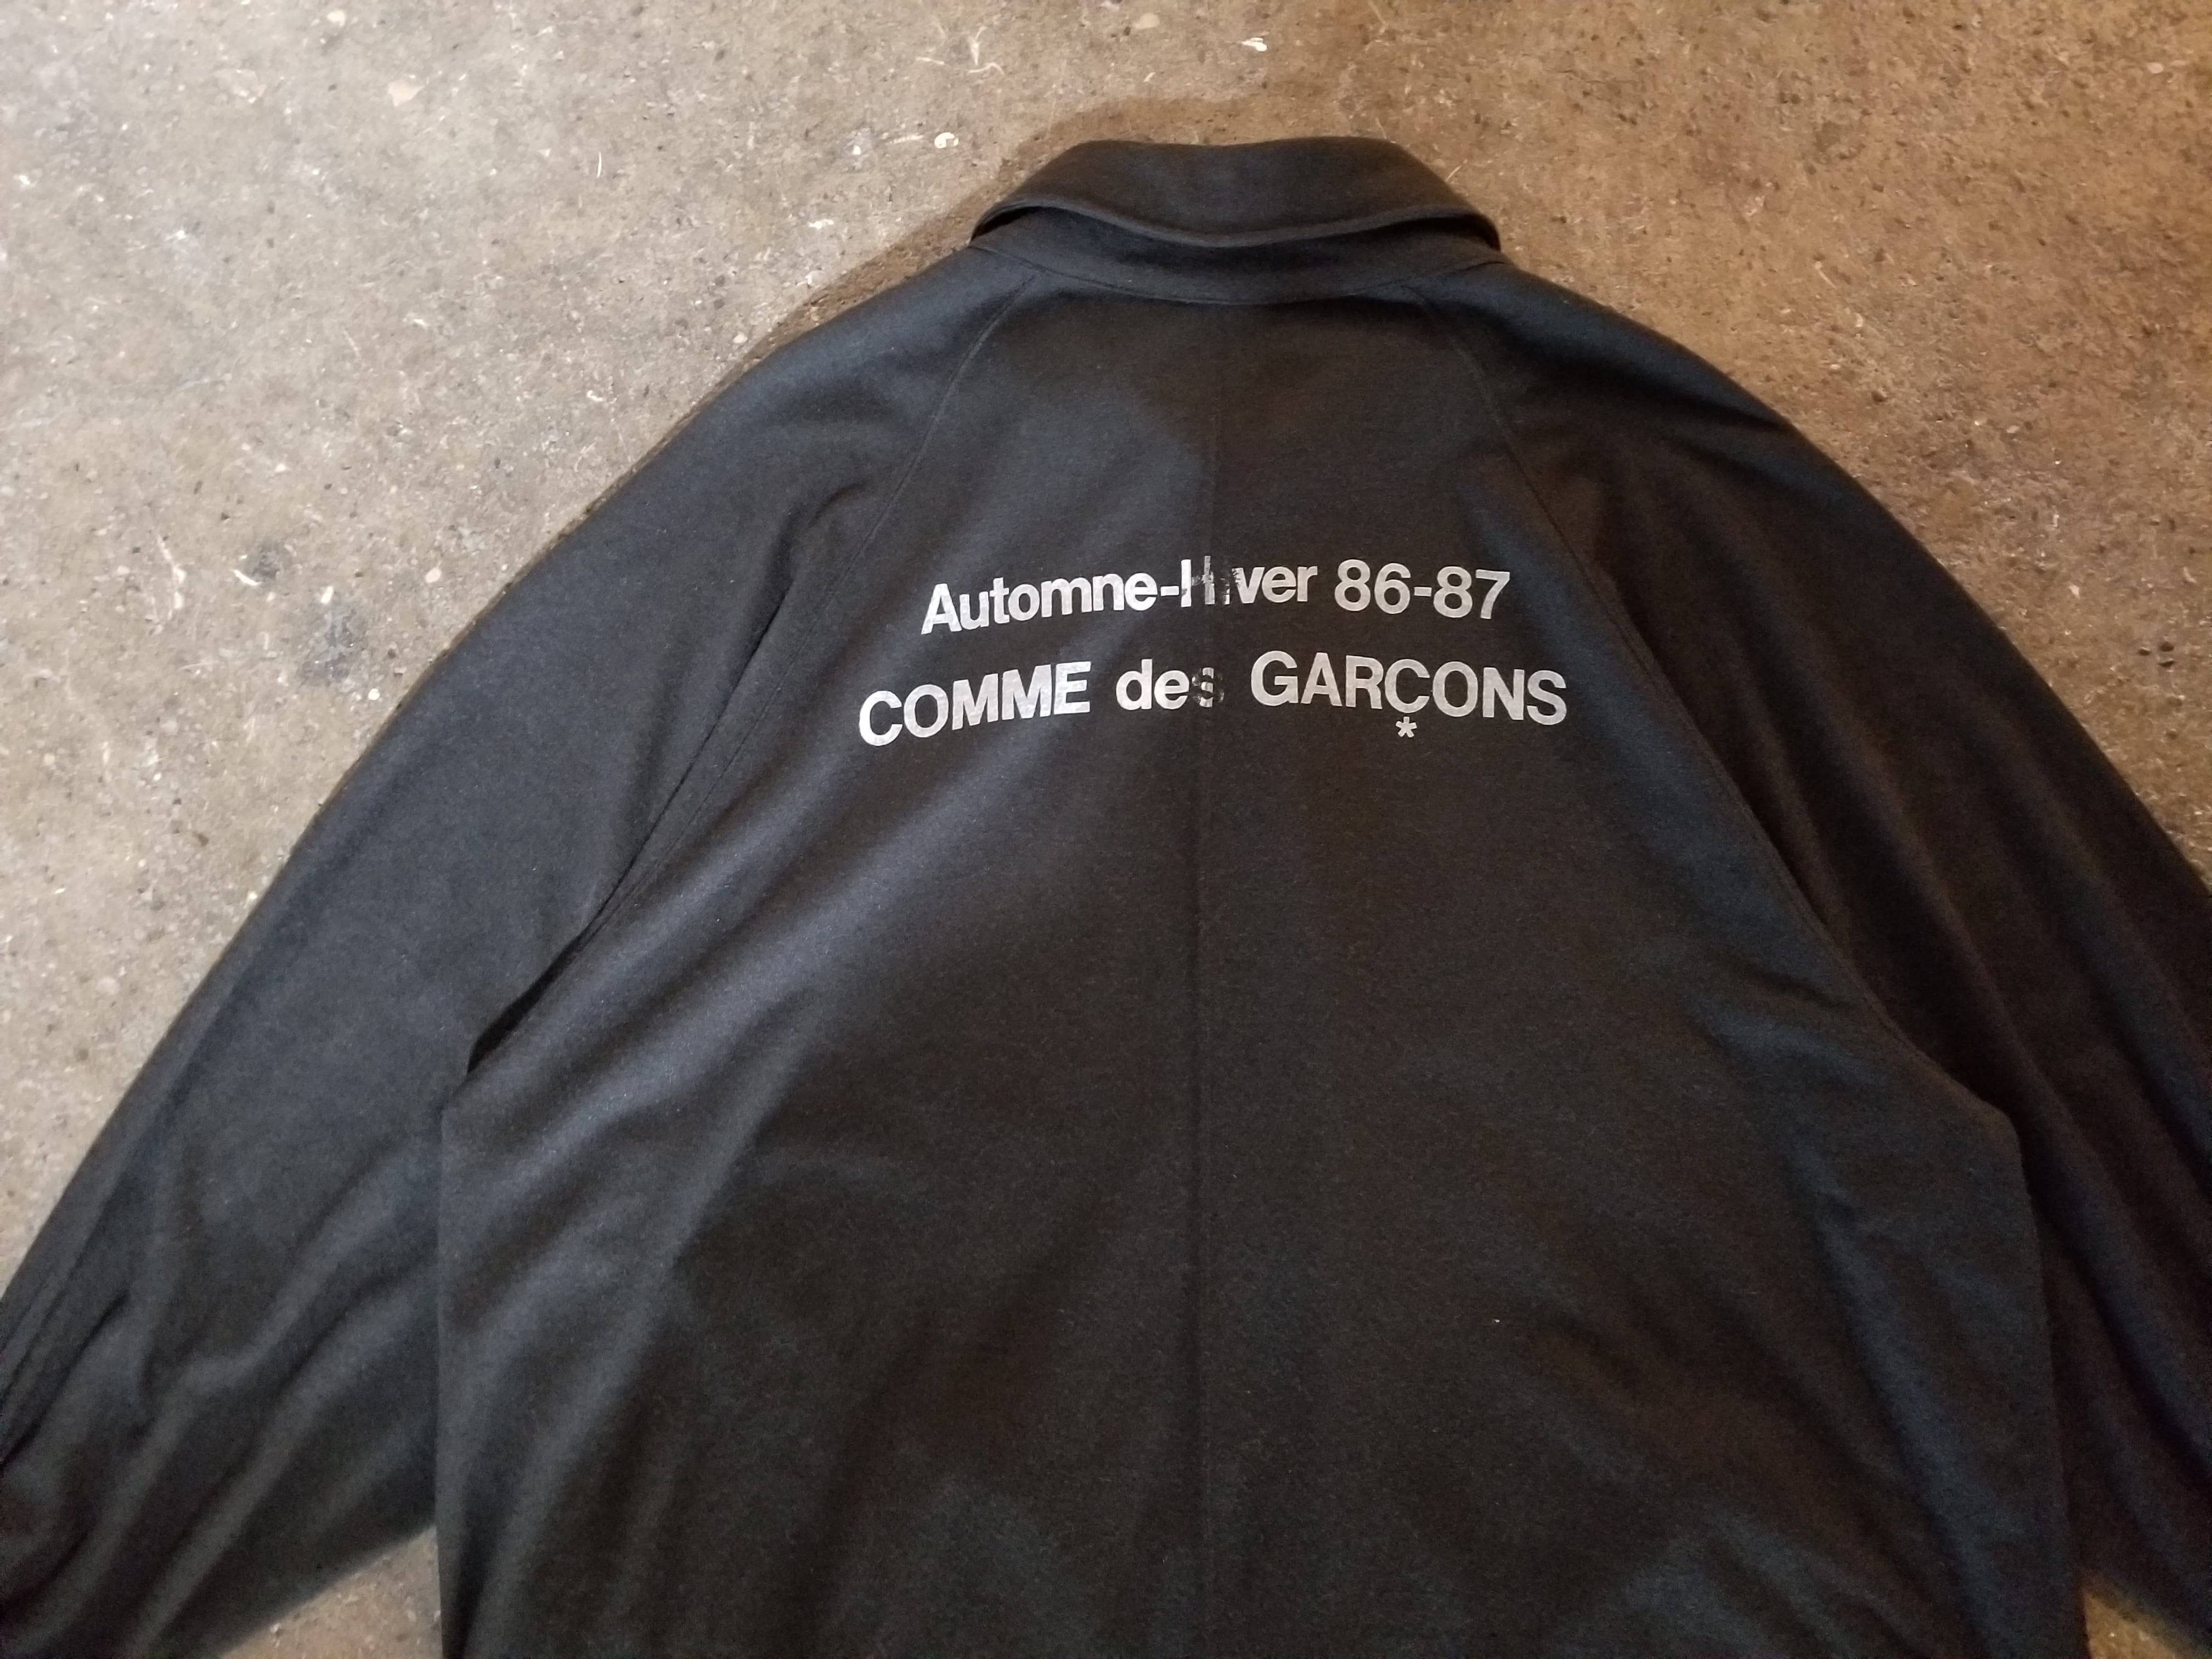 Automne-Hiver 86-87
COMME des GARÇONS
*